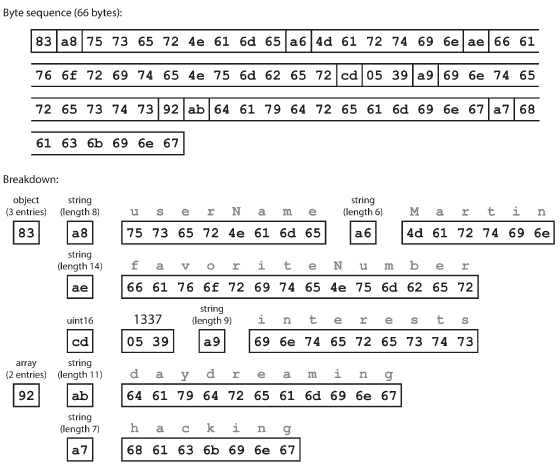 Byte sequence (66 bytes):
83 a8 75 73 65 72 4e 61 6d 65 a6 4d 61 72 74 69 6e ae 66 61
76 6f 72 69 74 65 4e 75 6d 62 65 72 cd 05 39 a9 69 6e 74 65
72 65 73 74 73 92 ab 64 61 79 64 72 65 61 6d 69 6e 67 a7 68
61 63 6b 69 6e 67
Breakdown:
object string string
(3 entries) (length 8) u s e r N a m e (length 6) M a r t i n
83 a8 75 73 65 72 4e 61 6d 65 a6 4d 61 72 74 69 6e
string
(length 14) f a v o r i t e N u m b e r
ae 66 61 76 6f 72 69 74 65 4e 75 6d 62 65 72
string
uint16 1337 (length 9) i n t e r e s t s
cd 05 39 a9 69 6e 74 65 72 65 73 74 73
array string
(2 entries) (length 11) d a y d r e a m i n g
92 ab 64 61 79 64 72 65 61 6d 69 6e 67
string
(length 7) h a c k i n g
a7 68 61 63 6b 69 6e 67